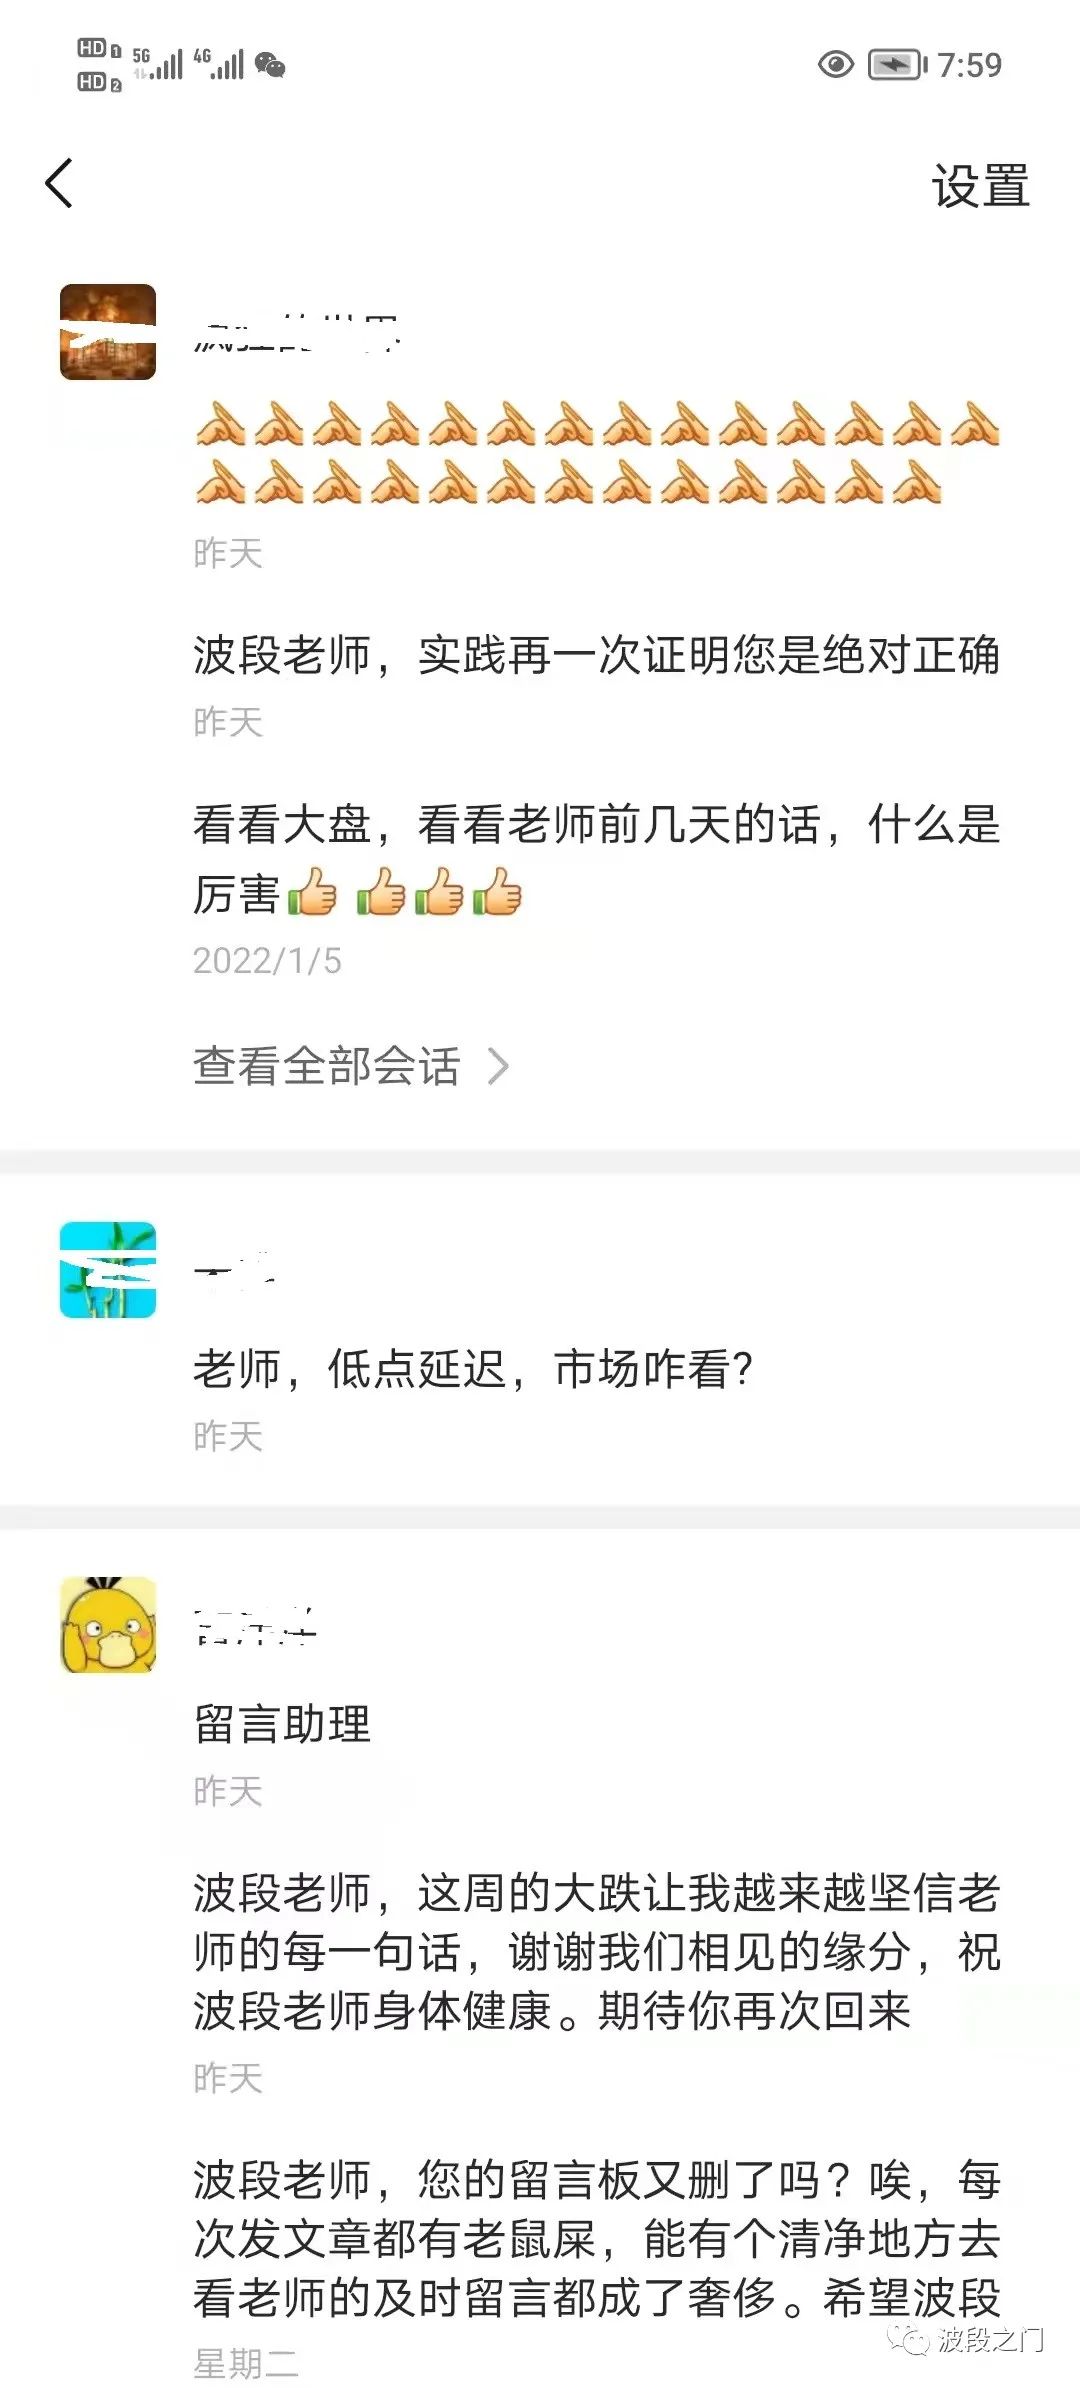 HD 1 5G 4G 7:59
HD 2
设置
昨天
波段老师，实践再一次证明您是绝对正确
昨天
看看大盘，看看老师前几天的话，什么是
厉害
2022/1/5
查看全部会话
老师，低点延迟，市场咋看？
昨天
留言助理
昨天
波段老师，这周的大跌让我越来越坚信老
师的每一句话，谢谢我们相见的缘分，祝
波段老师身体健康。期待你再次回来
昨天
波段老师，您的留言板又删了吗？唉，每
次发文章都有老鼠屎，能有个清净地方去
看老师的及时留言都成了奢侈。希望波段
波段之门
星期二